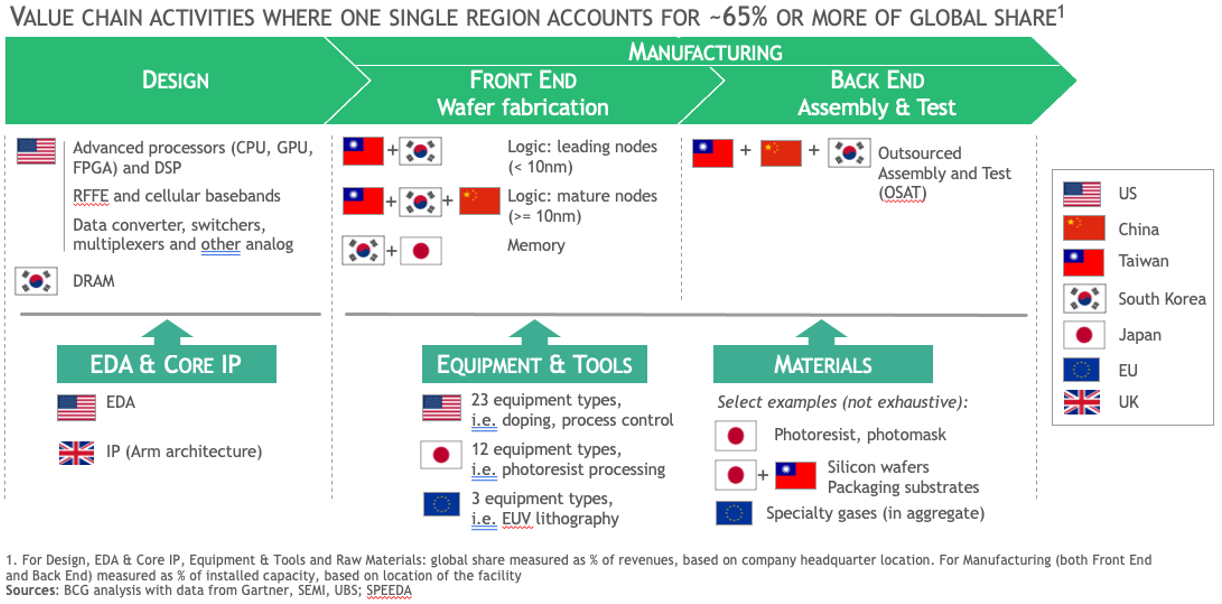 VALUE CHAIN ACTIVITIES WHERE ONE SINGLE REGION ACCOUNTS FOR ~65% OR MORE OF GLOBAL SHARE1
MANUFACTURING
DESIGN
FRONT END
Wafer fabrication
BACK END
Assembly & Test
Advanced processors (CPU, GPU,
FPGA) and DSP
RFFE and cellular basebands
Data converter, switchers,
multiplexers and other analog
DRAM
+
Logic: leading nodes
(< 10nm)
+ +
Logic: mature nodes
(>= 10nm)
+
Memory
+ +
Outsourced
Assembly and Test
(OSAT)
US
China
Taiwan
South Korea
Japan
EU
UK
EDA & CORE IP
EDA
IP (Arm architecture)
EQUIPMENT & TOOLS
23 equipment types,
i.e. doping, process control
12 equipment types,
i.e. photoresist processing
3 equipment types,
i.e. EUV lithography
MATERIALS
Select examples (not exhaustive):
Photoresist, photomask
+
Silicon wafers
Packaging substrates
Specialty gases (in aggregate)
1. For Design, EDA & Core IP, Equipment & Tools and Raw Materials: global share measured as % of revenues, based on company headquarter location. For Manufacturing (both Front End
and Back End) measured as % of installed capacity, based on location of the facility
Sources: BCG analysis with data from Gartner, SEMI, UBS; SPEEDA